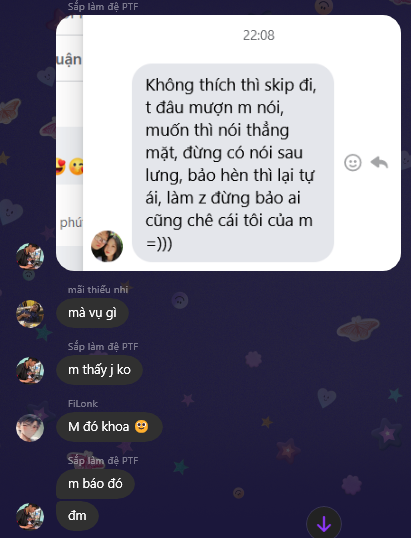 Sắp làm đệ PTF
22:08
uận
Không thích thì skip đi,
t đâu mượn m nói,
muốn thì nói thẳng
mặt, đừng có nói sau
lưng, bảo hèn thì lại tự
ái, làm z đừng bảo ai
cũng chê cái tôi của m
=)))
phút
mãi thiếu nhi
mà vụ gì
Sắp làm đệ PTF
m thấy j ko
FiLonk
M đó khoa 🙂
Sắp làm đệ PTF
m báo đó
đm